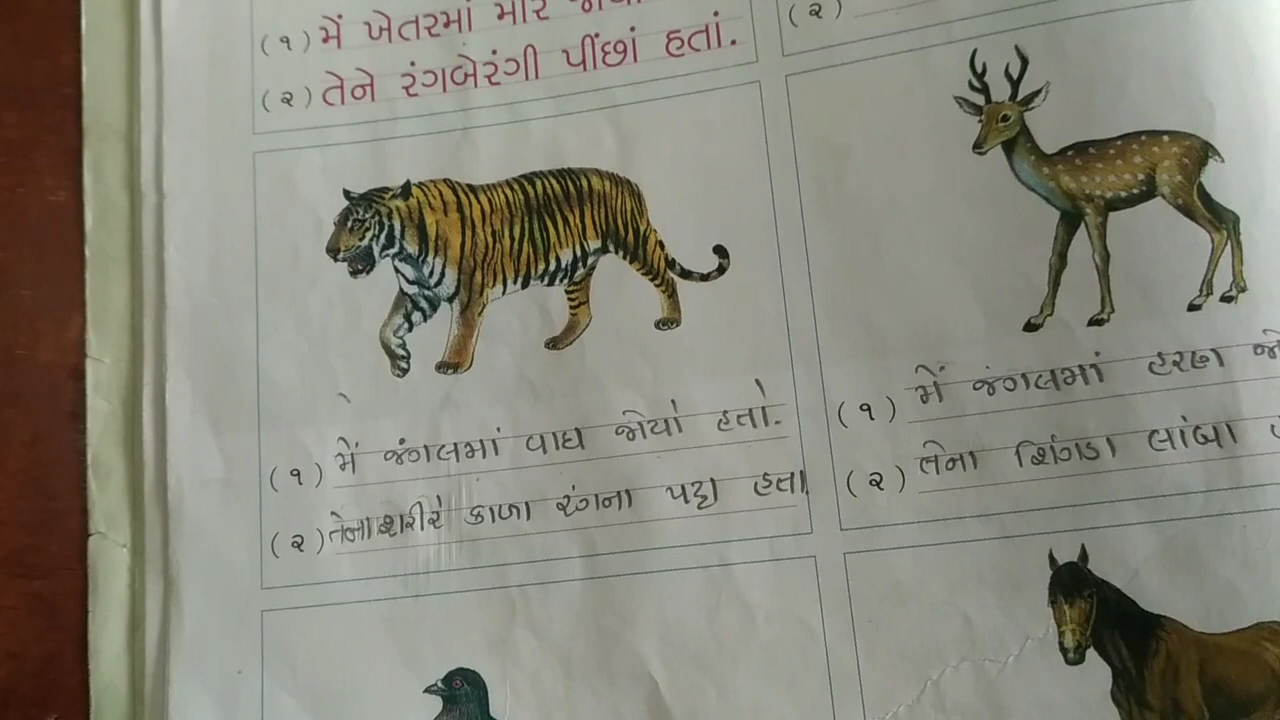 (૧) મેં ખેતરમાં મોર
(૨) તેને રંગબેરંગી પીંછાં હતાં.
(૨)
(૧) મેં જંગલમાં વાઘ જોયો હતો.
(૨) તેના શરીરે કાળા રંગના પટ્ટા હતા
(૧) મેં જંગલમાં હરણ
(૨) તેના શિંગડા લાંબા